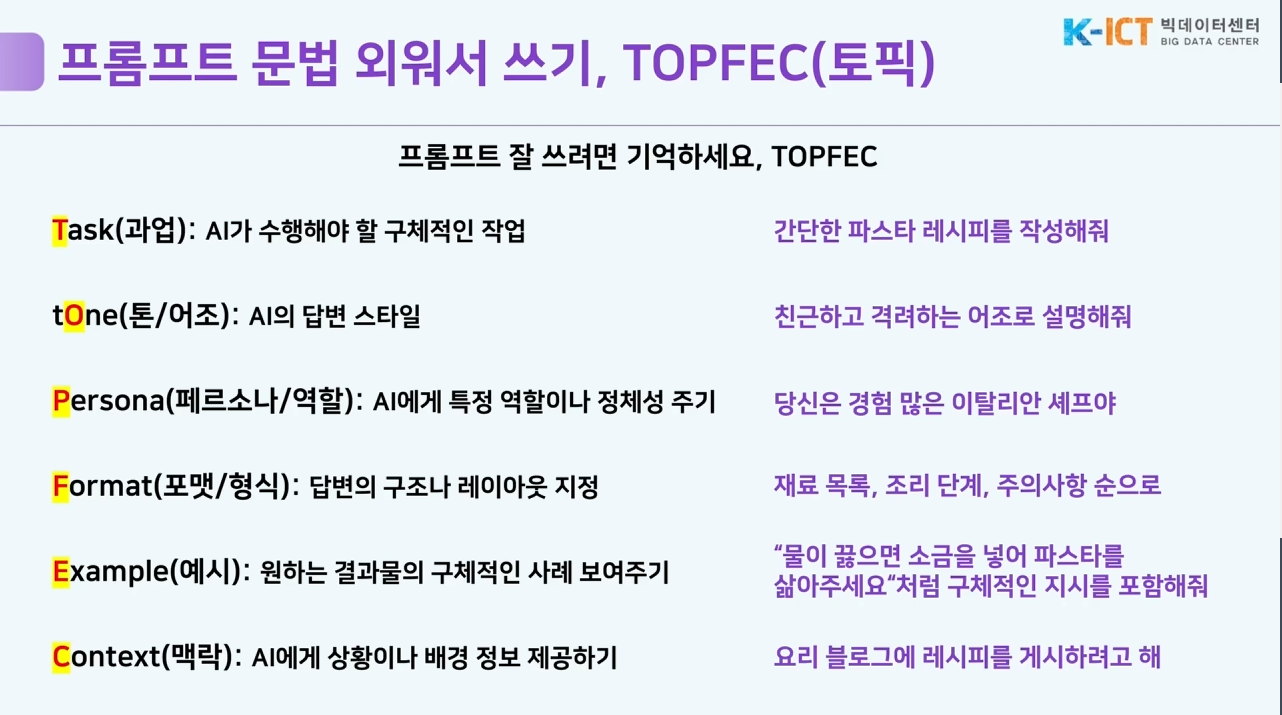 K-ICT 빅데이터센터
BIG DATA CENTER
프롬프트 문법 외워서 쓰기, TOPFEC(토픽)
프롬프트 잘 쓰려면 기억하세요, TOPFEC
Task(과업): AI가 수행해야 할 구체적인 작업
간단한 파스타 레시피를 작성해줘
tOne(톤/어조): AI의 답변 스타일
친근하고 격려하는 어조로 설명해줘
Persona(페르소나/역할): AI에게 특정 역할이나 정체성 주기
당신은 경험 많은 이탈리안 셰프야
Format(포맷/형식): 답변의 구조나 레이아웃 지정
재료 목록, 조리 단계, 주의사항 순으로
Example(예시): 원하는 결과물의 구체적인 사례 보여주기
“물이 끓으면 소금을 넣어 파스타를
삶아주세요“처럼 구체적인 지시를 포함해줘
Context(맥락): AI에게 상황이나 배경 정보 제공하기
요리 블로그에 레시피를 게시하려고 해